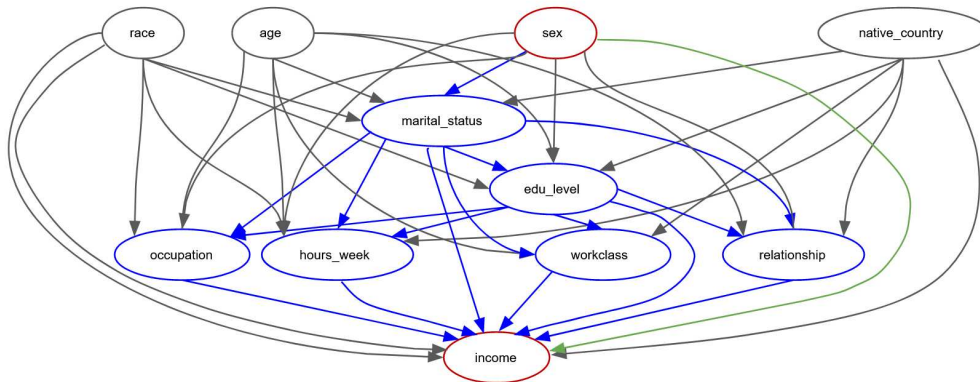 race
age
sex
native_country
marital_status
edu_level
occupation
hours_week
workclass
relationship
income